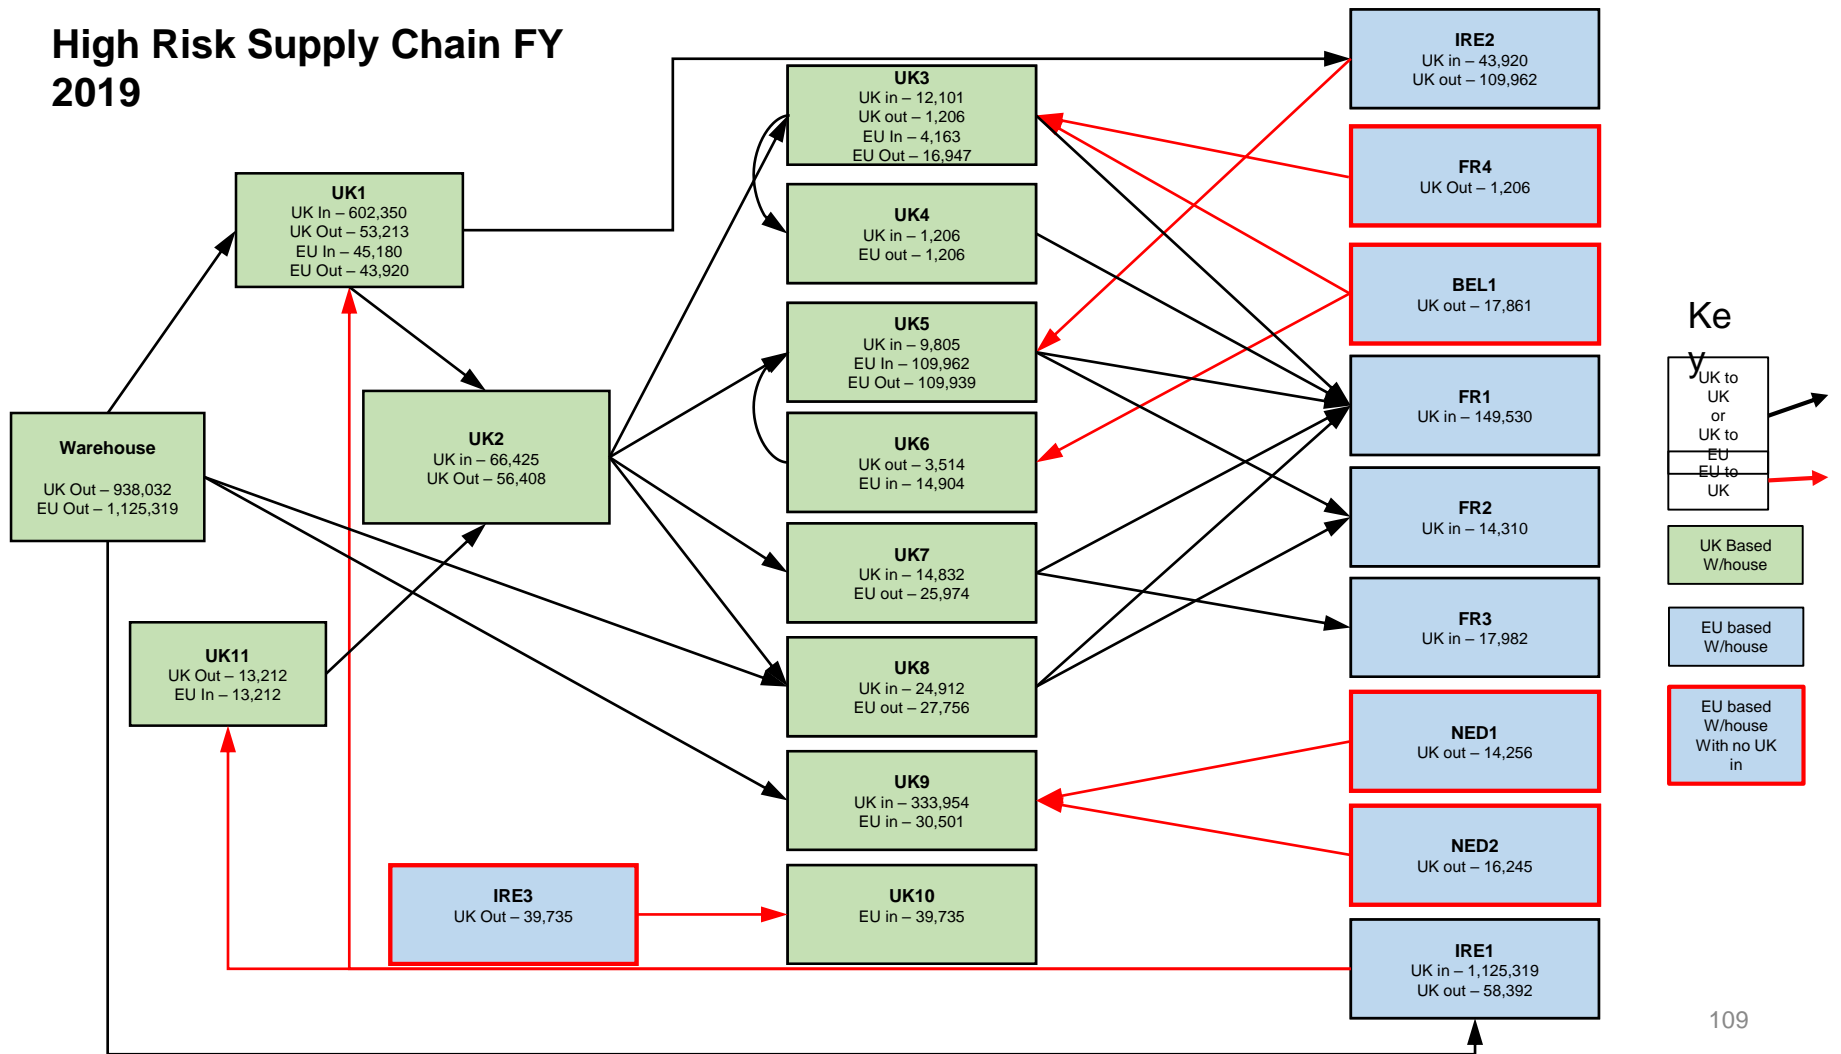 High Risk Supply Chain FY
2019
UK1
UK In – 602,350
UK Out – 53,213
EU In – 45,180
EU Out – 43,920
Warehouse
UK Out – 938,032
EU Out – 1,125,319
UK2
UK in – 66,425
UK Out – 56,408
UK11
UK Out – 13,212
EU In – 13,212
IRE3
UK Out – 39,735
UK3
UK in – 12,101
UK out – 1,206
EU In – 4,163
EU Out – 16,947
UK4
UK in – 1,206
EU out – 1,206
UK5
UK in – 9,805
EU In – 109,962
EU Out – 109,939
UK6
UK out – 3,514
EU in – 14,904
UK7
UK in – 14,832
EU out – 25,974
UK8
UK in – 24,912
EU out – 27,756
UK9
UK in – 333,954
EU in – 30,501
UK10
EU in – 39,735
IRE2
UK in – 43,920
UK out – 109,962
FR4
UK Out – 1,206
BEL1
UK out – 17,861
FR1
UK in – 149,530
FR2
UK in – 14,310
FR3
UK in – 17,982
NED1
UK out – 14,256
NED2
UK out – 16,245
IRE1
UK in – 1,125,319
UK out – 58,392
Ke
y
UK to
UK
or
UK to
EU
EU to
UK
UK Based
W/house
EU based
W/house
EU based
W/house
With no UK
in
109